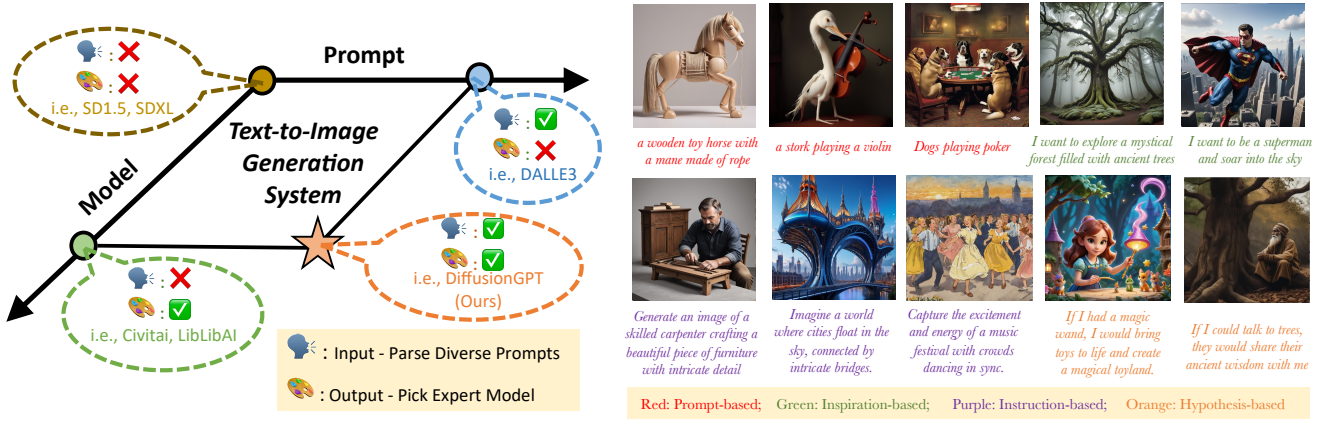 Prompt
Model
Text-to-Image
Generation
System
: ❌
: ❌
i.e., SD1.5, SDXL
: ✅
: ❌
i.e., DALLE3
: ❌
: ✅
i.e., Civitai, LibLibAI
: ✅
: ✅
i.e., DiffusionGPT
(Ours)
: Input - Parse Diverse Prompts
: Output - Pick Expert Model
a wooden toy horse with
a mane made of rope
a stork playing a violin
Dogs playing poker
I want to explore a mystical
forest filled with ancient trees
I want to be a superman
and soar into the sky
Generate an image of a
skilled carpenter crafting a
beautiful piece of furniture
with intricate detail
Imagine a world
where cities float in the
sky, connected by
intricate bridges.
Capture the excitement
and energy of a music
festival with crowds
dancing in sync.
If I had a magic
wand, I would bring
toys to life and create
a magical toyland.
If I could talk to trees,
they would share their
ancient wisdom with me
Red: Prompt-based; Green: Inspiration-based; Purple: Instruction-based; Orange: Hypothesis-based